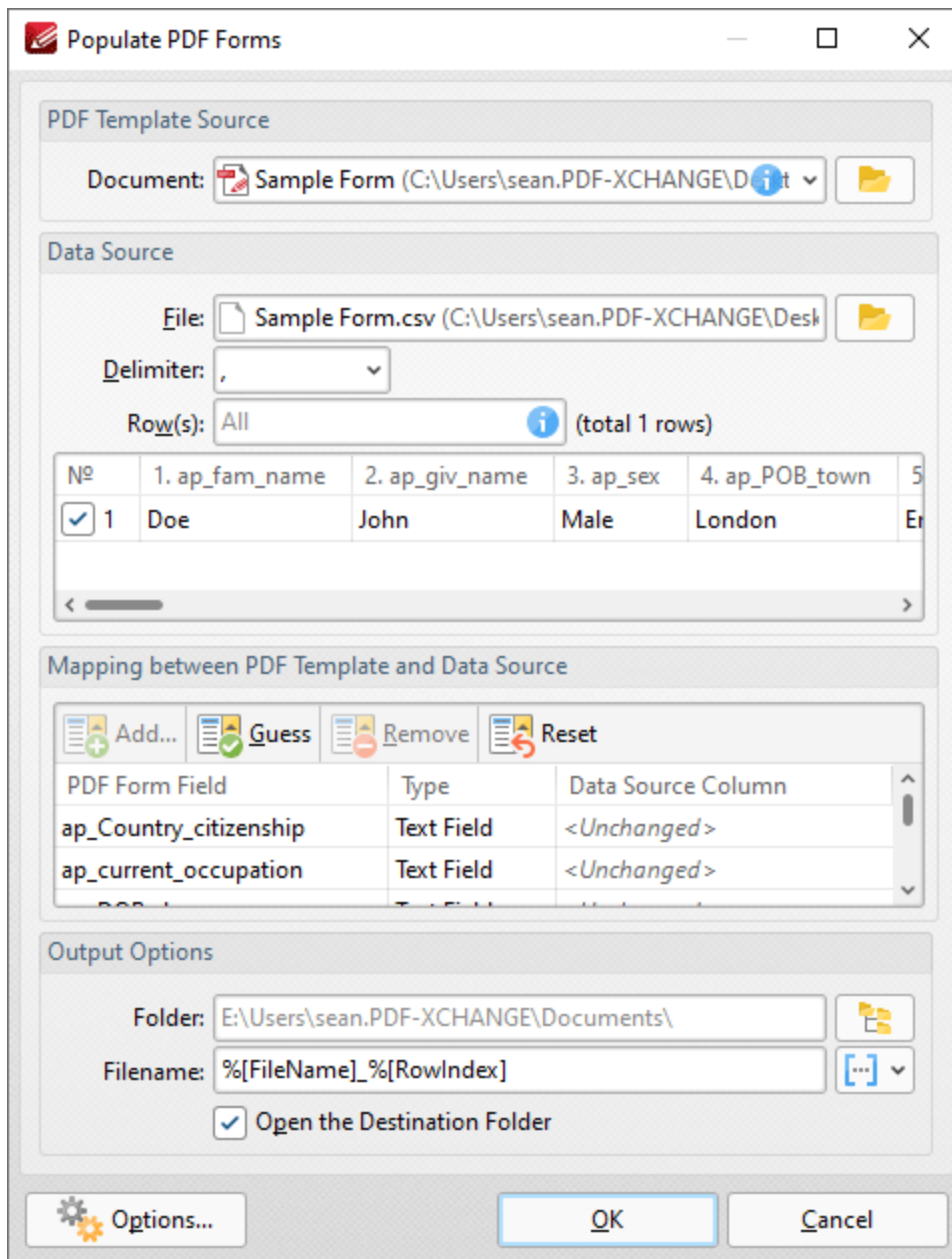 Populate PDF Forms
PDF Template Source
Document: Sample Form (C:\Users\sean.PDF-XCHANGE\
Data Source
File: Sample Form.csv (C:\Users\sean.PDF-XCHANGE\Desk
Delimiter: ,
Row(s): All (total 1 rows)
Nº 1. ap_fam_name 2. ap_giv_name 3. ap_sex 4. ap_POB_town 5
1 Doe John Male London
Mapping between PDF Template and Data Source
Add... Guess Remove Reset
PDF Form Field Type Data Source Column
ap_Country_citizenship Text Field <Unchanged>
ap_current_occupation Text Field <Unchanged>
Output Options
Folder: E:\Users\sean.PDF-XCHANGE\Documents\
Filename: %[FileName]_%[RowIndex]
Open the Destination Folder
Options... OK Cancel